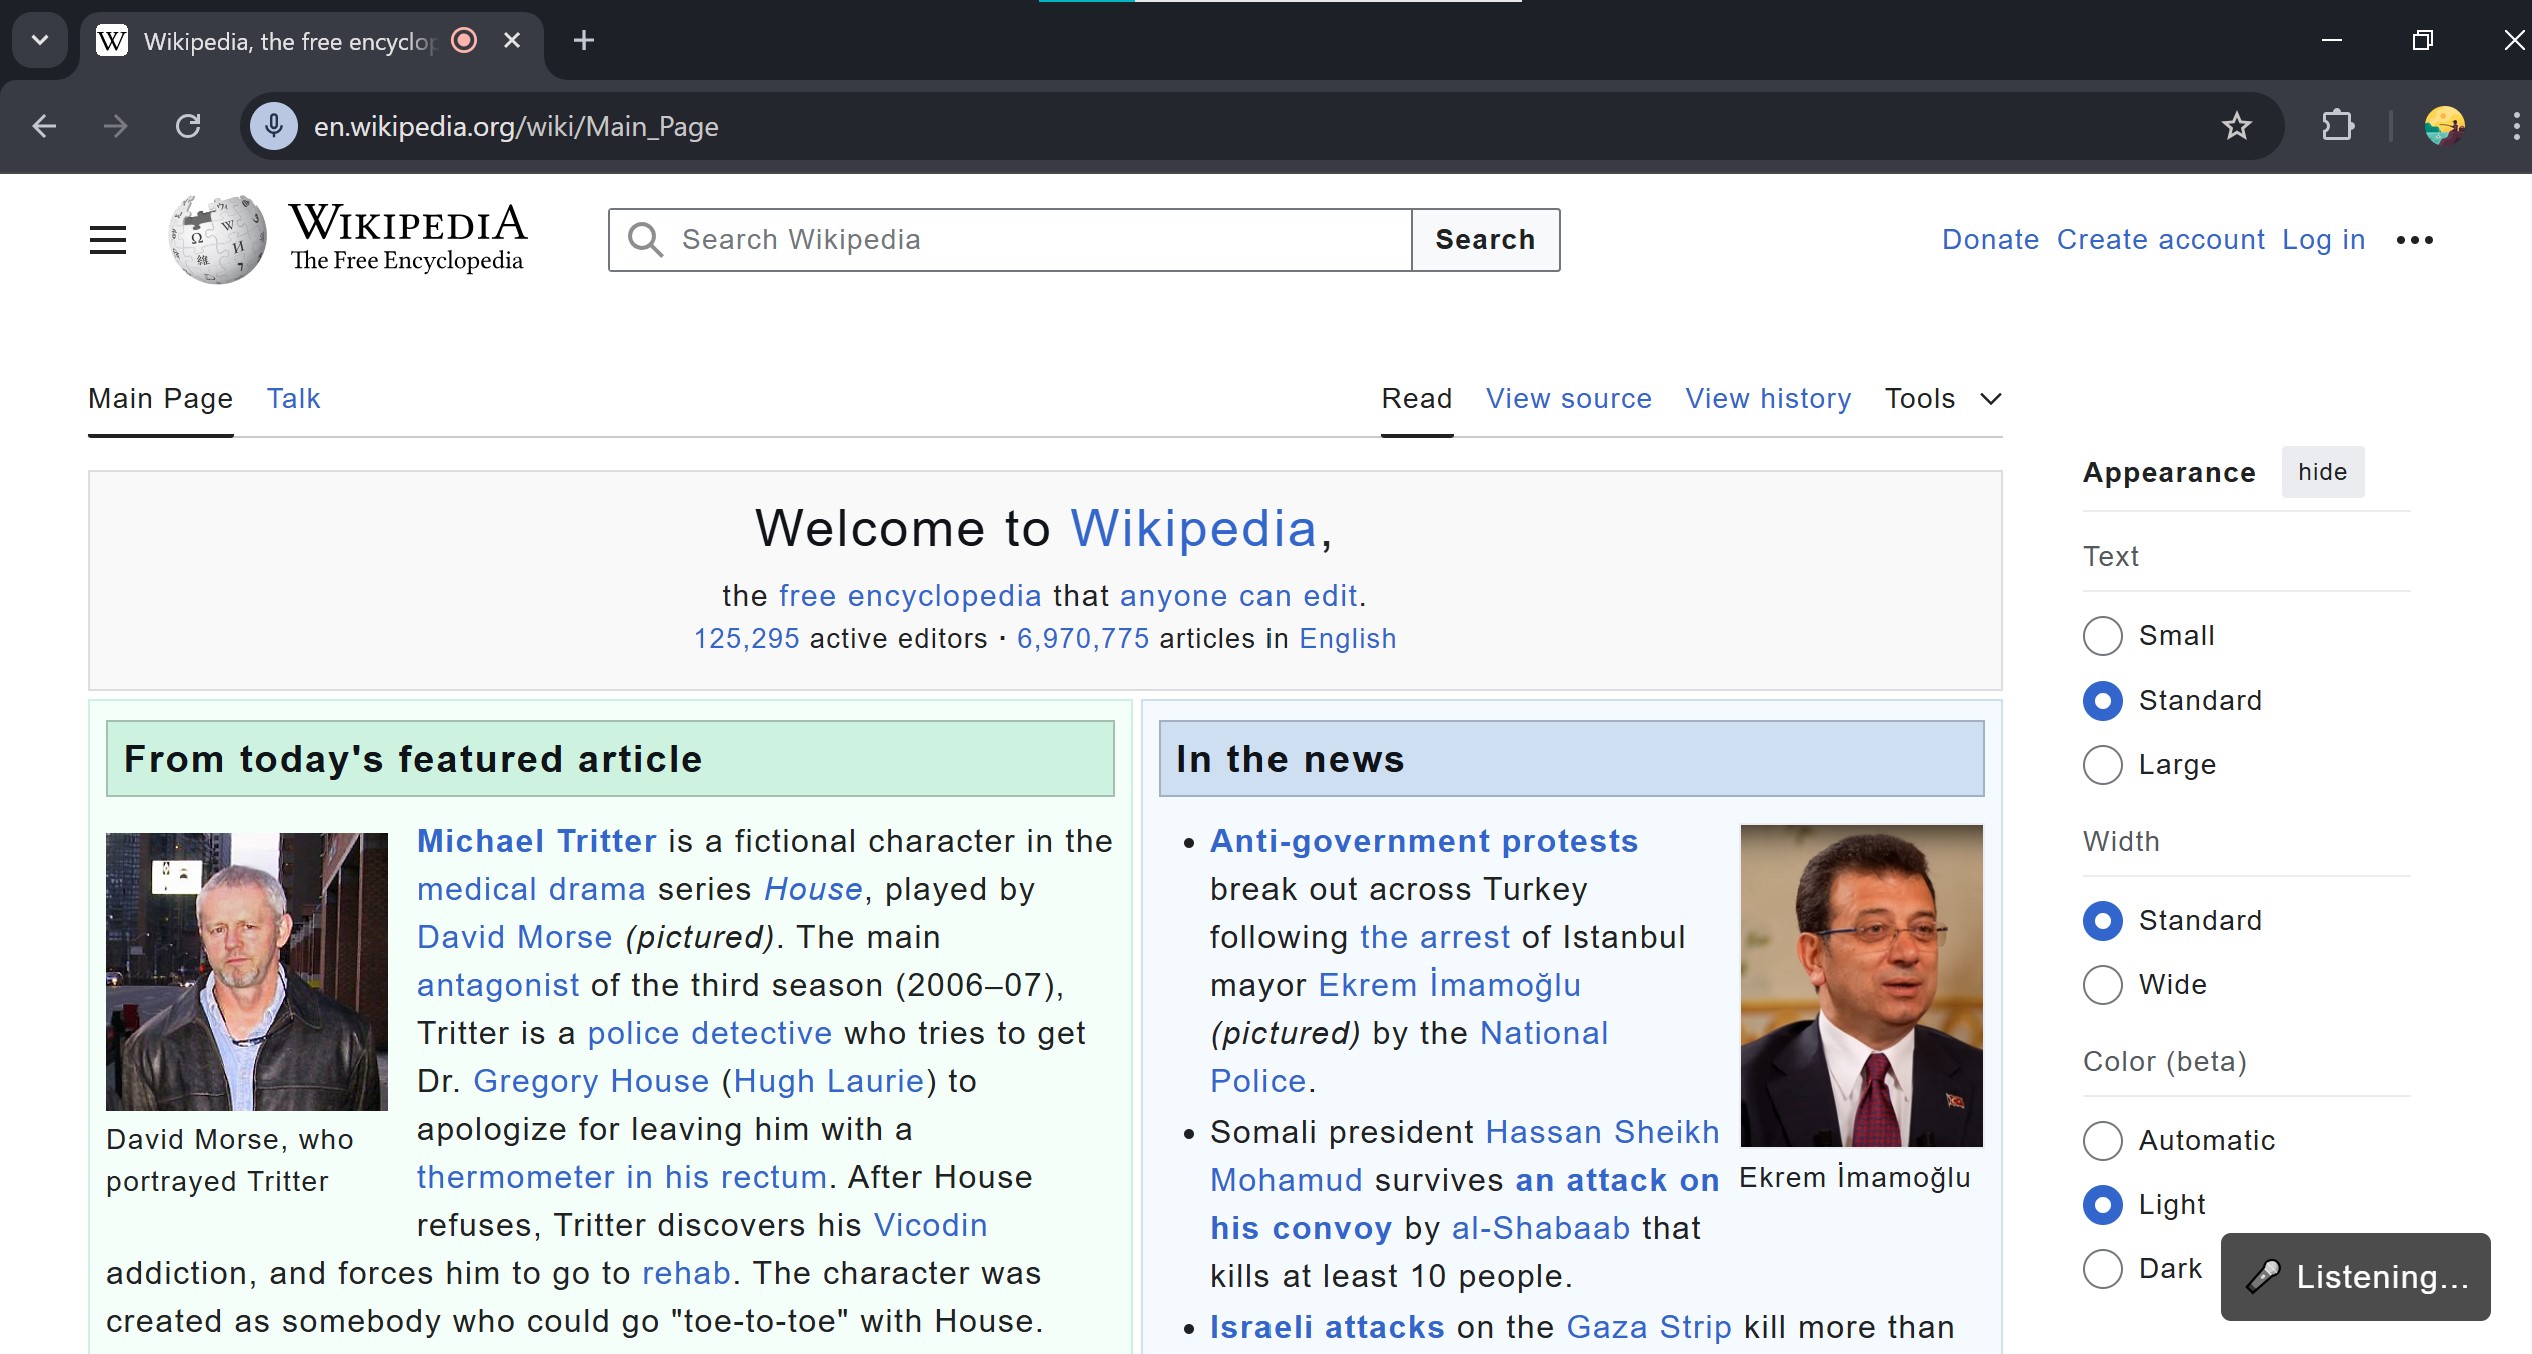 Wikipedia, the free encyclop
en.wikipedia.org/wiki/Main_Page
WIKIPEDIA
The Free Encyclopedia
Search Wikipedia
Search
Donate Create account Log in
Main Page Talk
Read View source View history Tools
Welcome to Wikipedia,
the free encyclopedia that anyone can edit.
125,295 active editors · 6,970,775 articles in English
From today's featured article
Michael Tritter is a fictional character in the
medical drama series House, played by
David Morse (pictured). The main
antagonist of the third season (2006–07),
Tritter is a police detective who tries to get
Dr. Gregory House (Hugh Laurie) to
apologize for leaving him with a
thermometer in his rectum. After House
refuses, Tritter discovers his Vicodin
addiction, and forces him to go to rehab. The character was
created as somebody who could go "toe-to-toe" with House.
David Morse, who
portrayed Tritter
In the news
• Anti-government protests
break out across Turkey
following the arrest of Istanbul
mayor Ekrem İmamoğlu
(pictured) by the National
Police.
• Somali president Hassan Sheikh
Mohamud survives an attack on
his convoy by al-Shabaab that
kills at least 10 people.
• Israeli attacks on the Gaza Strip kill more than
Ekrem İmamoğlu
Appearance hide
Text
Small
Standard
Large
Width
Standard
Wide
Color (beta)
Automatic
Light
Dark
Listening...